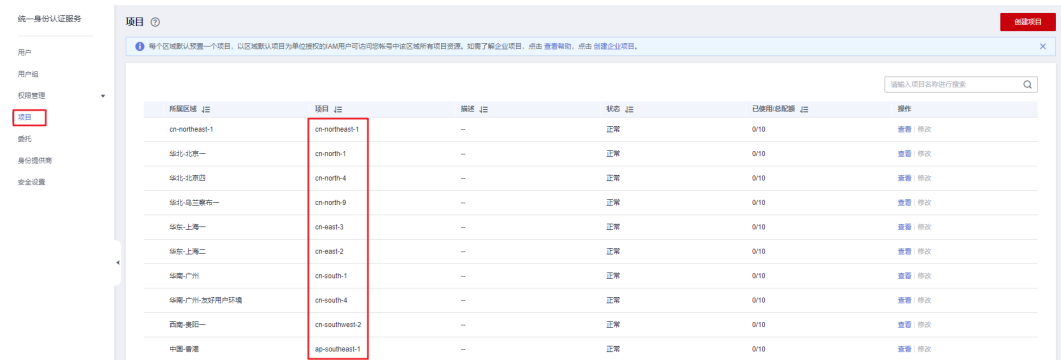 统一身份认证服务
用户
用户组
权限管理
项目
委托
身份提供商
安全设置
项目
创建项目
每个区域默认预置一个项目，以区域默认项目为单位授权的IAM用户可访问您帐号中该区域所有项目资源。如需了解企业项目，点击 查看帮助，点击 创建企业项目。
请输入项目名称进行搜索
所属区域 项目 描述 状态 已使用/总配额 操作
cn-northeast-1 cn-northeast-1 -- 正常 0/10 查看 | 修改
华北-北京一 cn-north-1 -- 正常 0/10 查看 | 修改
华北-北京四 cn-north-4 -- 正常 0/10 查看 | 修改
华北-乌兰察布一 cn-north-9 -- 正常 0/10 查看 | 修改
华东-上海一 cn-east-3 -- 正常 0/10 查看 | 修改
华东-上海二 cn-east-2 -- 正常 0/10 查看 | 修改
华南-广州 cn-south-1 -- 正常 0/10 查看 | 修改
华南-广州-友好用户环境 cn-south-4 -- 正常 0/10 查看 | 修改
西南-贵阳一 cn-southwest-2 -- 正常 0/10 查看 | 修改
中国-香港 ap-southeast-1 -- 正常 0/10 查看 | 修改